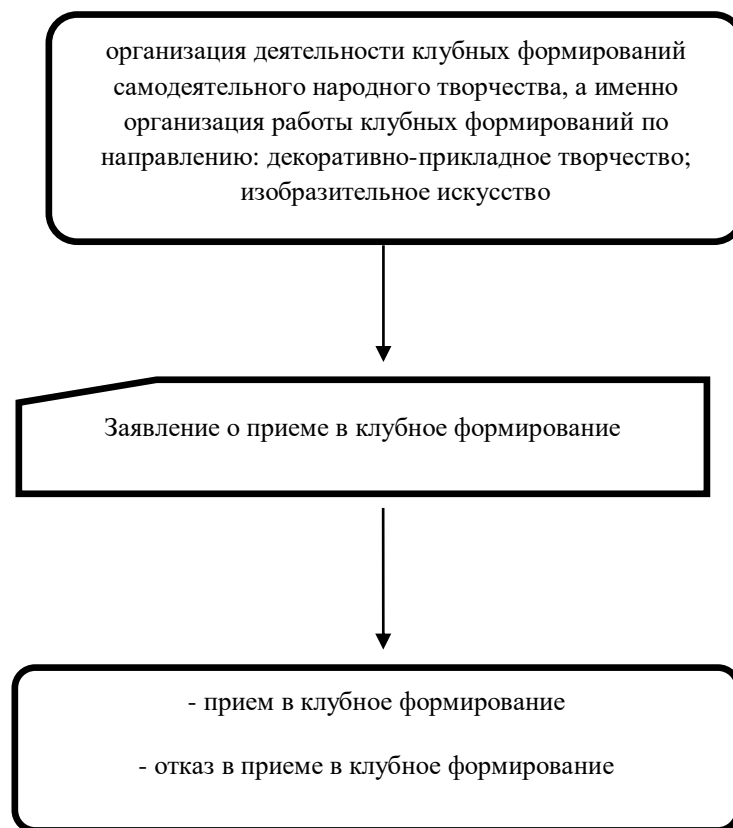 организация деятельности клубных формирований
самодеятельного народного творчества, а именно
организация работы клубных формирований по
направлению: декоративно-прикладное творчество;
изобразительное искусство
Заявление о приеме в клубное формирование
- прием в клубное формирование
- отказ в приеме в клубное формирование